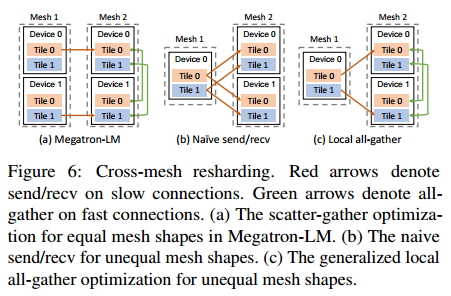 Mesh 1
Mesh 2
Device 0
Device 0
Tile 0
Tile 0
Tile 1
Tile 1
Device 1
Device 1
Tile 0
Tile 0
Tile 1
Tile 1
(a) Megatron-LM
Mesh 2
Mesh 1
Device 0
Tile 0
Tile 1
Device 0
Tile 0
Tile 1
Device 1
Tile 0
Tile 1
(b) Naïve send/recv
Mesh 2
Mesh 1
Device 0
Tile 0
Tile 1
Device 0
Tile 0
Tile 1
Device 1
Tile 0
Tile 1
(c) Local all-gather
Figure 6: Cross-mesh resharding. Red arrows denote
send/recv on slow connections. Green arrows denote all-
gather on fast connections. (a) The scatter-gather optimiza-
tion for equal mesh shapes in Megatron-LM. (b) The naive
send/recv for unequal mesh shapes. (c) The generalized local
all-gather optimization for unequal mesh shapes.